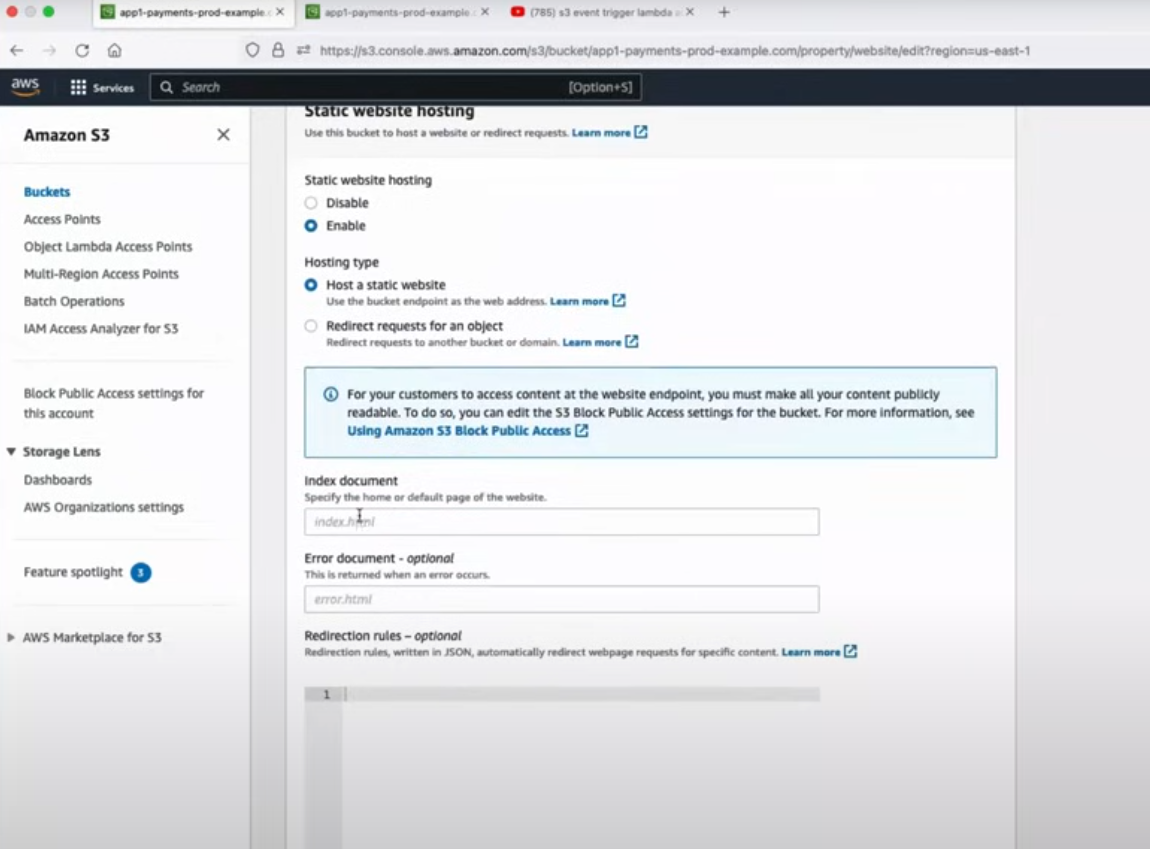 app1-payments-prod-example.c
app1-payments-prod-example.c
(785) s3 event trigger lambda a
https://s3.console.aws.amazon.com/s3/bucket/app1-payments-prod-example.com/property/website/edit?region=us-east-1
aws
Services
Search
[Option+S]
Amazon S3
Buckets
Access Points
Object Lambda Access Points
Multi-Region Access Points
Batch Operations
IAM Access Analyzer for S3
Block Public Access settings for
this account
Storage Lens
Dashboards
AWS Organizations settings
Feature spotlight 3
AWS Marketplace for S3
Static website hosting
Use this bucket to host a website or redirect requests. Learn more
Static website hosting
Disable
Enable
Hosting type
Host a static website
Use the bucket endpoint as the web address. Learn more
Redirect requests for an object
Redirect requests to another bucket or domain. Learn more
For your customers to access content at the website endpoint, you must make all your content publicly
readable. To do so, you can edit the S3 Block Public Access settings for the bucket. For more information, see
Using Amazon S3 Block Public Access
Index document
Specify the home or default page of the website.
index.html
Error document - optional
This is returned when an error occurs.
error.html
Redirection rules – optional
Redirection rules, written in JSON, automatically redirect webpage requests for specific content. Learn more
1